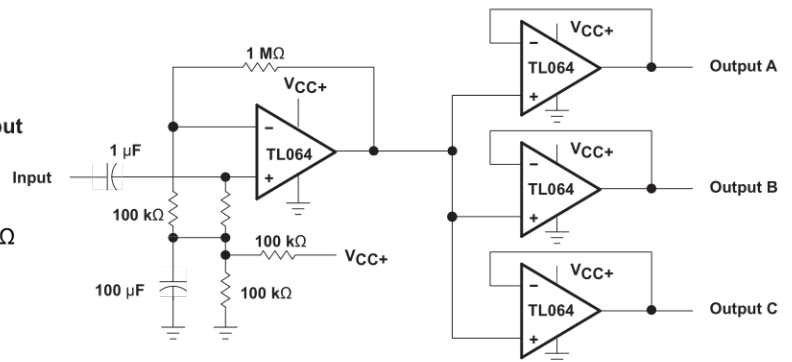 VCC+
TL064
Output A
1 MΩ
VCC+
put
1 µF
Input
TL064
VCC+
TL064
Output B
100 kΩ
Ω
100 kΩ
VCC+
100 µF
100 kΩ
VCC+
TL064
Output C